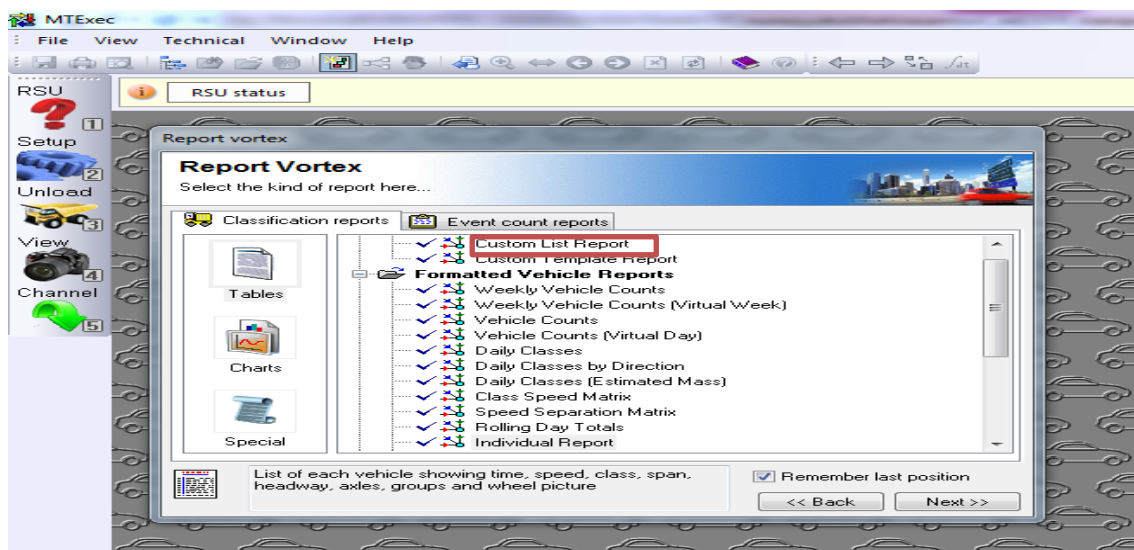 MTExec
File View Technical Window Help
RSU
RSU status
1
Setup
2
Unload
3
View
4
Channel
5
Report vortex
Report Vortex
Select the kind of report here...
Classification reports
Event count reports
Tables
Charts
Special
Custom List Report
Custom Template Report
Formatted Vehicle Reports
Weekly Vehicle Counts
Weekly Vehicle Counts (Virtual Week)
Vehicle Counts
Vehicle Counts (Virtual Day)
Daily Classes
Daily Classes by Direction
Daily Classes (Estimated Mass)
Class Speed Matrix
Speed Separation Matrix
Rolling Day Totals
Individual Report
List of each vehicle showing time, speed, class, span,
headway, axles, groups and wheel picture
Remember last position
<< Back
Next >>